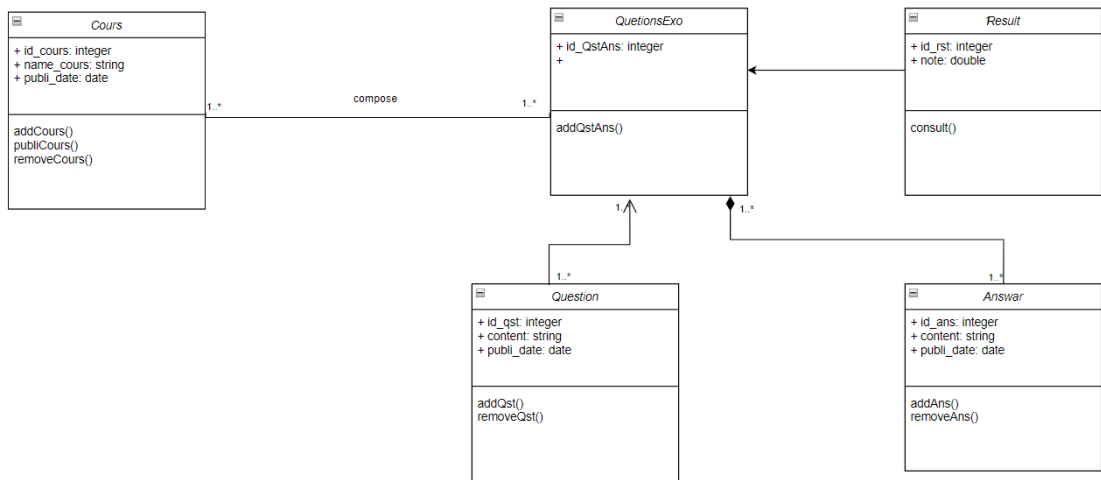 Cours
+ id_cours: integer
+ name_cours: string
+ publi_date: date
addCours()
publiCours()
removeCours()
1..*
compose
1..*
QuetionsExo
+ id_QstAns: integer
+
addQstAns()
Result
+ id_rst: integer
+ note: double
consult()
1..*
1..*
1..*
1..*
Question
+ id_qst: integer
+ content: string
+ publi_date: date
addQst()
removeQst()
Answar
+ id_ans: integer
+ content: string
+ publi_date: date
addAns()
removeAns()